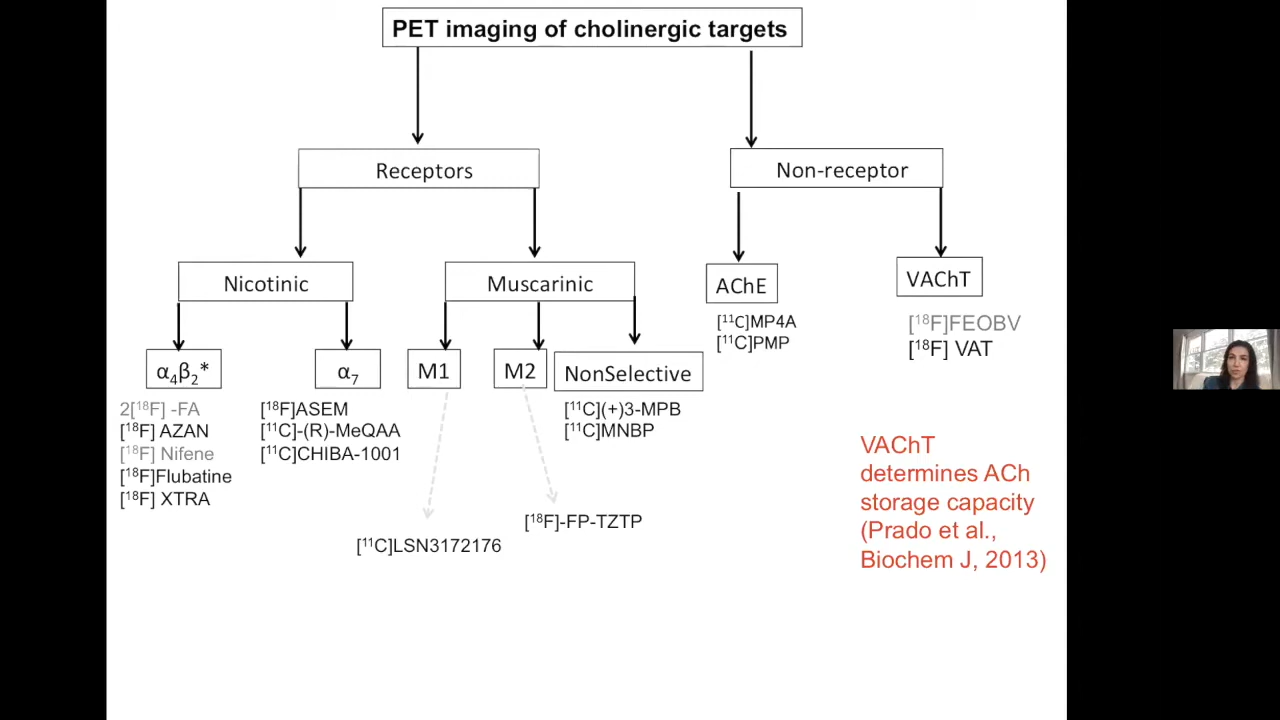 PET imaging of cholinergic targets
Receptors
Non-receptor
Nicotinic
Muscarinic
AChE
VAChT
[¹¹C]MP4A
[¹¹C]PMP
[¹⁸F]FEOBV
[¹⁸F] VAT
α₄β₂*
α₇
M1
M2
NonSelective
2[¹⁸F] -FA
[¹⁸F] AZAN
[¹⁸F] Nifene
[¹⁸F]Flubatine
[¹⁸F] XTRA
[¹⁸F]ASEM
[¹¹C]-(R)-MeQAA
[¹¹C]CHIBA-1001
[¹¹C]LSN3172176
[¹⁸F]-FP-TZTP
[¹¹C](+)3-MPB
[¹¹C]MNBP
VAChT
determines ACh
storage capacity
(Prado et al.,
Biochem J, 2013)